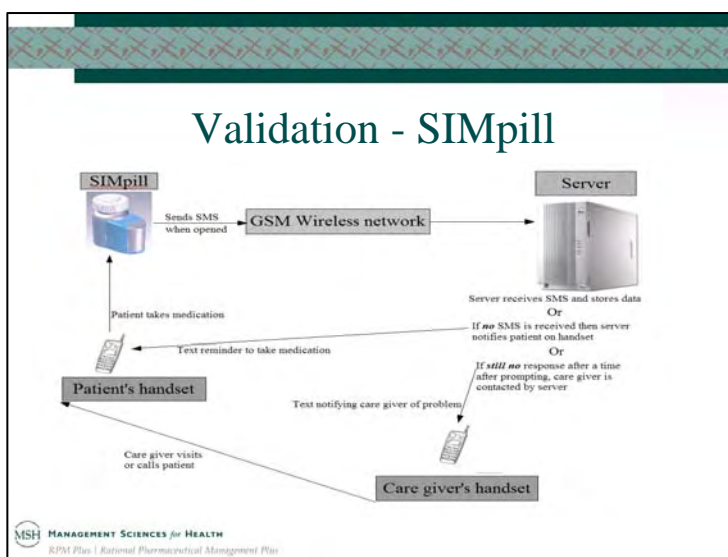 Validation - SIMpill
SIMpill
Server
Sends SMS
when opened
GSM Wireless network
Server receives SMS and stores data
Or
If no SMS is received then server
notifies patient on handset
Or
If still no response after a time
after prompting, care giver is
contacted by server
Patient takes medication
Text reminder to take medication
Patient's handset
Text notifying care giver of problem
Care giver visits
or calls patient
Care giver's handset
MSH MANAGEMENT SCIENCES for HEALTH
RPM Plus | Rational Pharmaceutical Management Plus